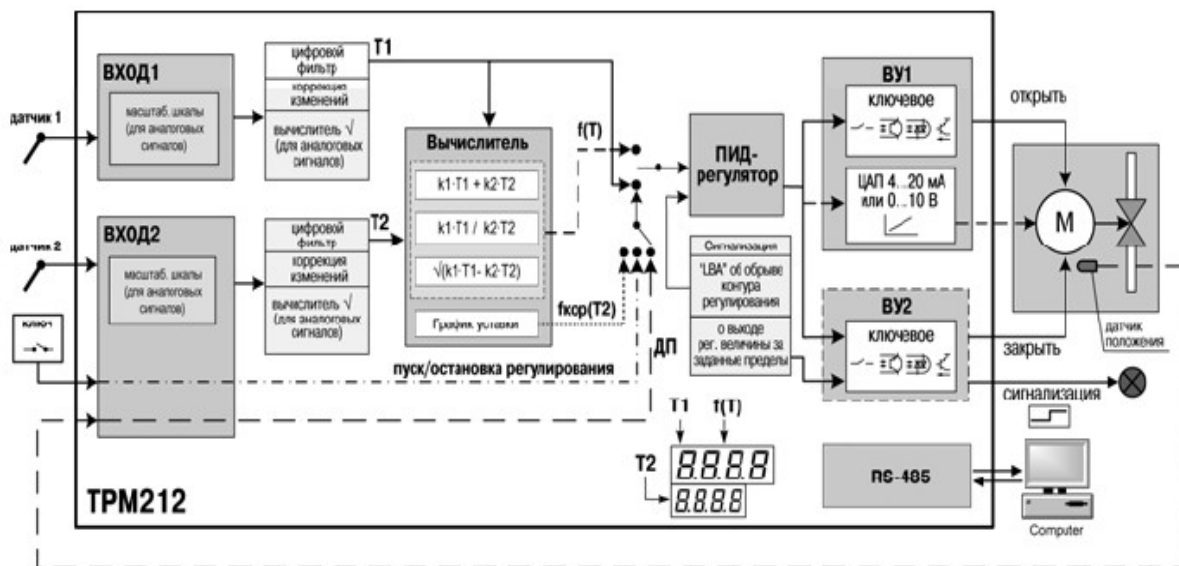 ВХОД1
масштаб. шкалы
(для аналоговых
сигналов)
датчик 1
цифровой
фильтр
коррекция
изменений
вычислитель √
(для аналоговых
сигналов)
T1
ВХОД2
масштаб. шкалы
(для аналоговых
сигналов)
датчик 2
ключ
цифровой
фильтр
коррекция
изменений
вычислитель √
(для аналоговых
сигналов)
T2
Вычислитель
k1·T1 + k2·T2
k1·T1 / k2·T2
√(k1·T1- k2·T2)
График уставки
f(T)
fкор(T2)
ДП
пуск/остановка регулирования
ПИД-
регулятор
Сигнализация
"LBA" об обрыве
контура
регулирования
о выходе
рег. величины за
заданные пределы
ВУ1
ключевое
ЦАП 4...20 мА
или 0...10 В
ВУ2
ключевое
открыть
M
закрыть
датчик
положения
сигнализация
T1
f(T)
T2
8.8.8.8
8.8.8.8
RS-485
Computer
ТРМ212